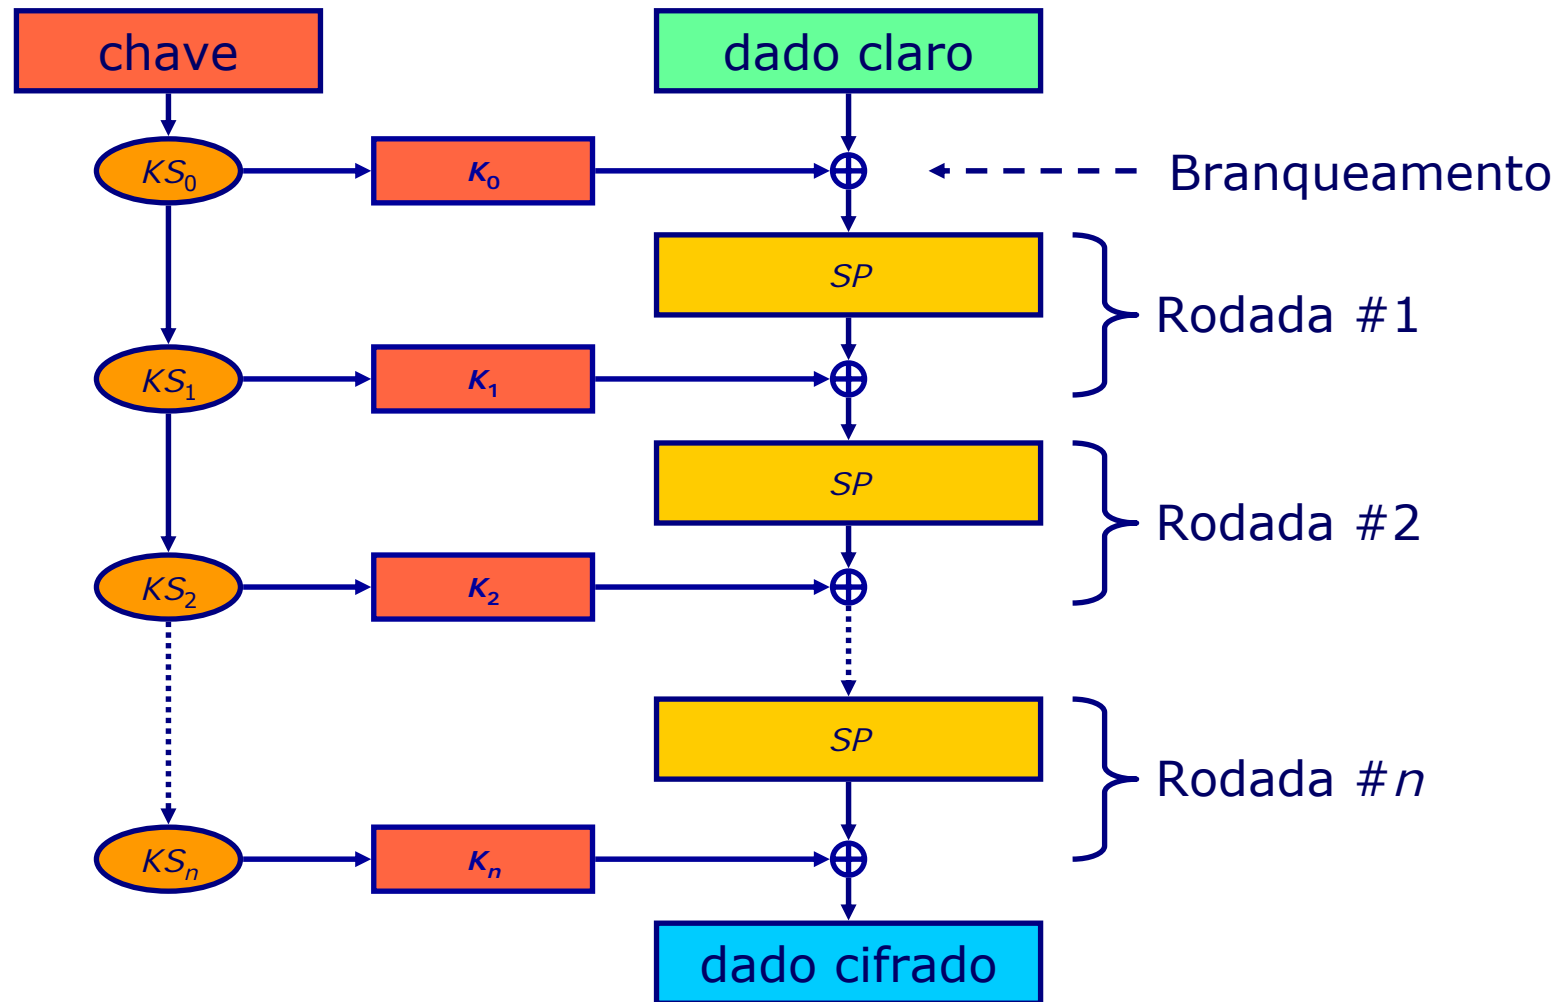 chave
dado claro
KS₀
K₀
Branqueamento
SP
Rodada #1
KS₁
K₁
SP
Rodada #2
KS₂
K₂
SP
Rodada #n
KSₙ
Kₙ
dado cifrado